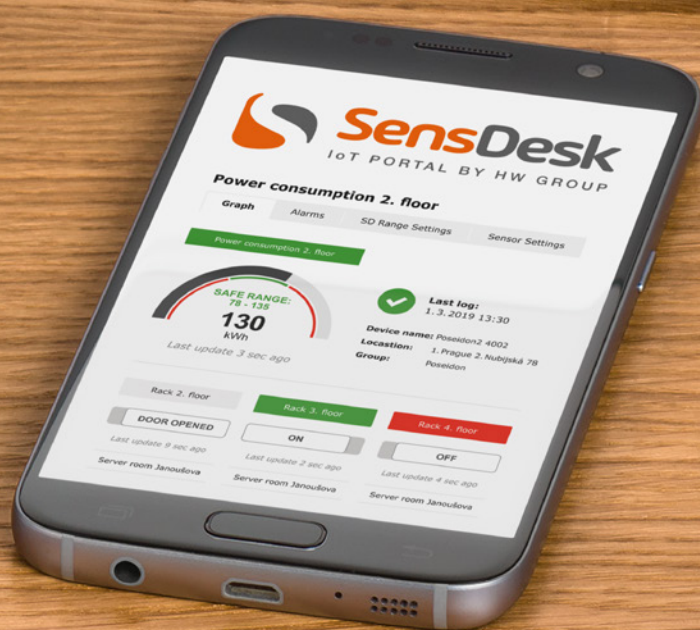 SensDesk
IoT PORTAL BY HW GROUP
Power consumption 2. floor
Graph Alarms SD Range Settings Sensor Settings
Power consumption 2. floor
SAFE RANGE:
78 - 135
130
kWh
Last update 3 sec ago
Last log:
1. 3. 2019 13:30
Device name: Poseidon2 4002
Locastion: 1. Prague 2. Nubijská 78
Group: Poseidon
Rack 2. floor
DOOR OPENED
Last update 9 sec ago
Server room Janoušova
Rack 3. floor
ON
Last update 2 sec ago
Server room Janoušova
Rack 4. floor
OFF
Last update 4 sec ago
Server room Janoušova